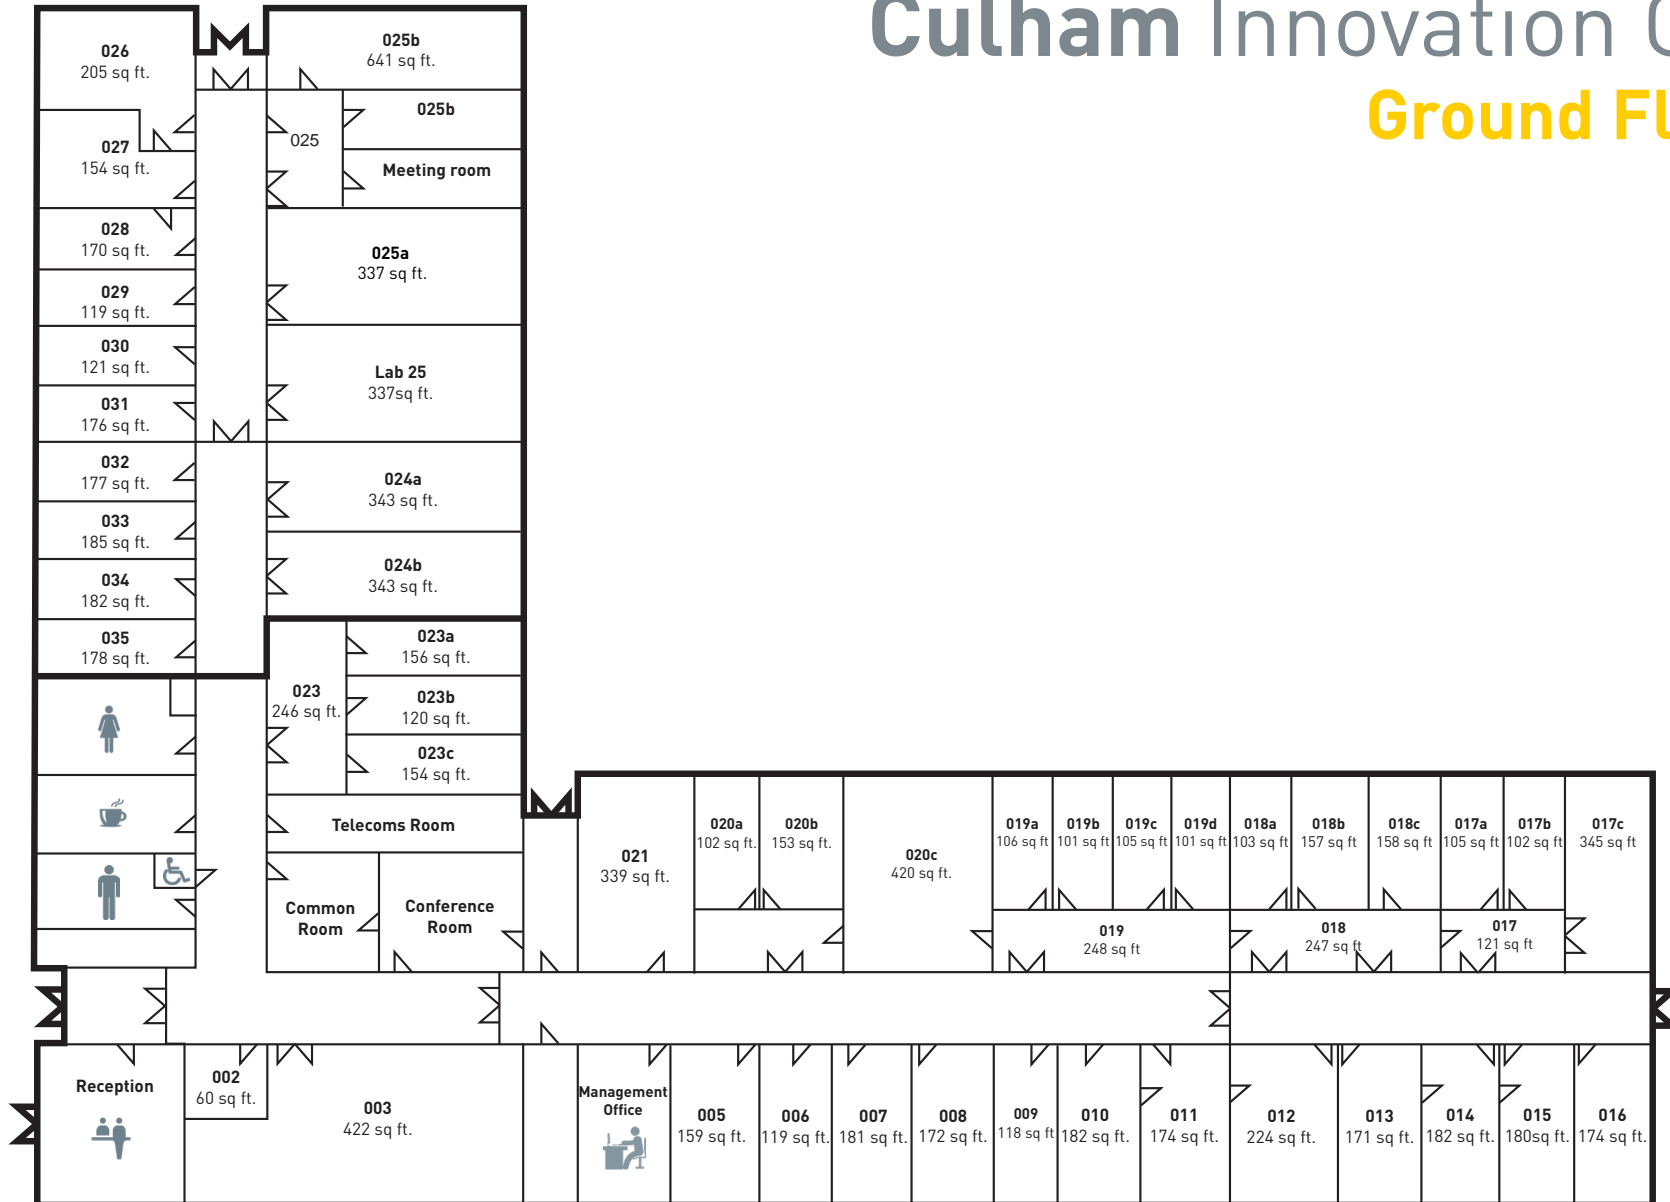 Culham Innovation
Ground
026
205 sq ft.
025b
641 sq ft.
025b
025
027
154 sq ft.
Meeting room
028
170 sq ft.
025a
337 sq ft.
029
119 sq ft.
030
121 sq ft.
Lab 25
337sq ft.
031
176 sq ft.
032
177 sq ft.
024a
343 sq ft.
033
185 sq ft.
024b
343 sq ft.
034
182 sq ft.
035
178 sq ft.
023a
156 sq ft.
023
246 sq ft.
023b
120 sq ft.
023c
154 sq ft.
Telecoms Room
Common
Room
Conference
Room
021
339 sq ft.
020a
102 sq ft.
020b
153 sq ft.
020c
420 sq ft.
019a
106 sq ft
019b
101 sq ft
019c
105 sq ft
019d
101 sq ft
018a
103 sq ft
018b
157 sq ft
018c
158 sq ft
017a
105 sq ft
017b
102 sq ft
017c
345 sq ft
019
248 sq ft
018
247 sq ft
017
121 sq ft
Reception
002
60 sq ft.
003
422 sq ft.
Management
Office
005
159 sq ft.
006
119 sq ft.
007
181 sq ft.
008
172 sq ft.
009
118 sq ft
010
182 sq ft.
011
174 sq ft.
012
224 sq ft.
013
171 sq ft.
014
182 sq ft.
015
180sq ft.
016
174 sq ft.